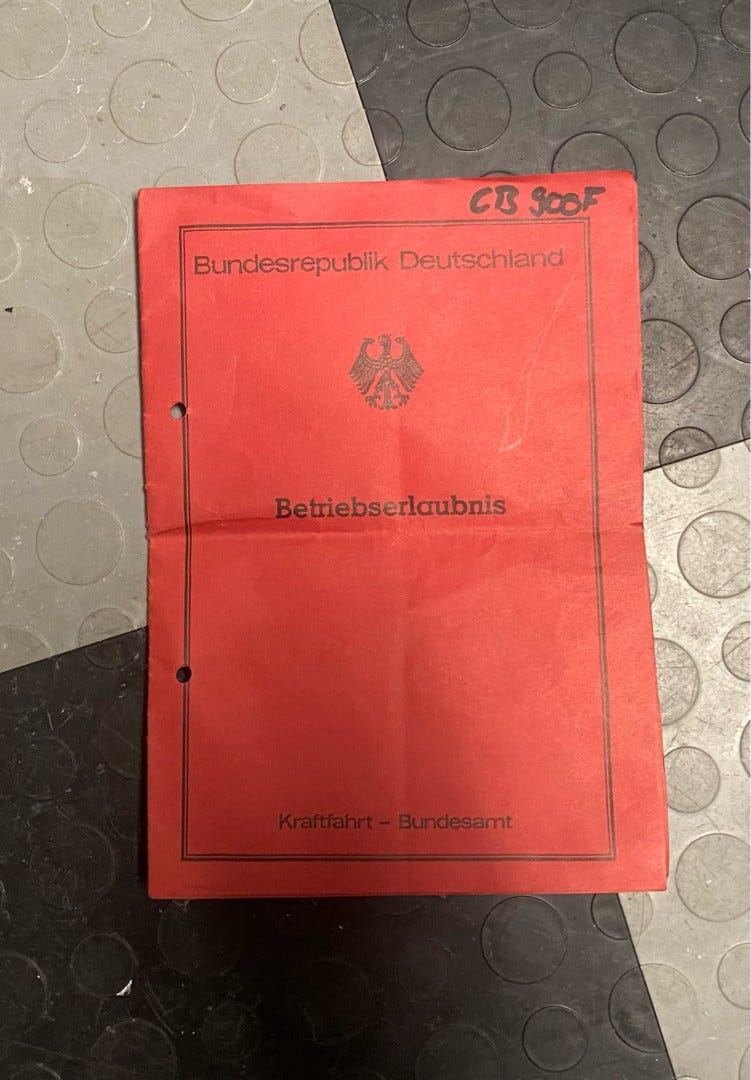 CB 900F
Bundesrepublik Deutschland
Betriebserlaubnis
Kraftfahrt - Bundesamt